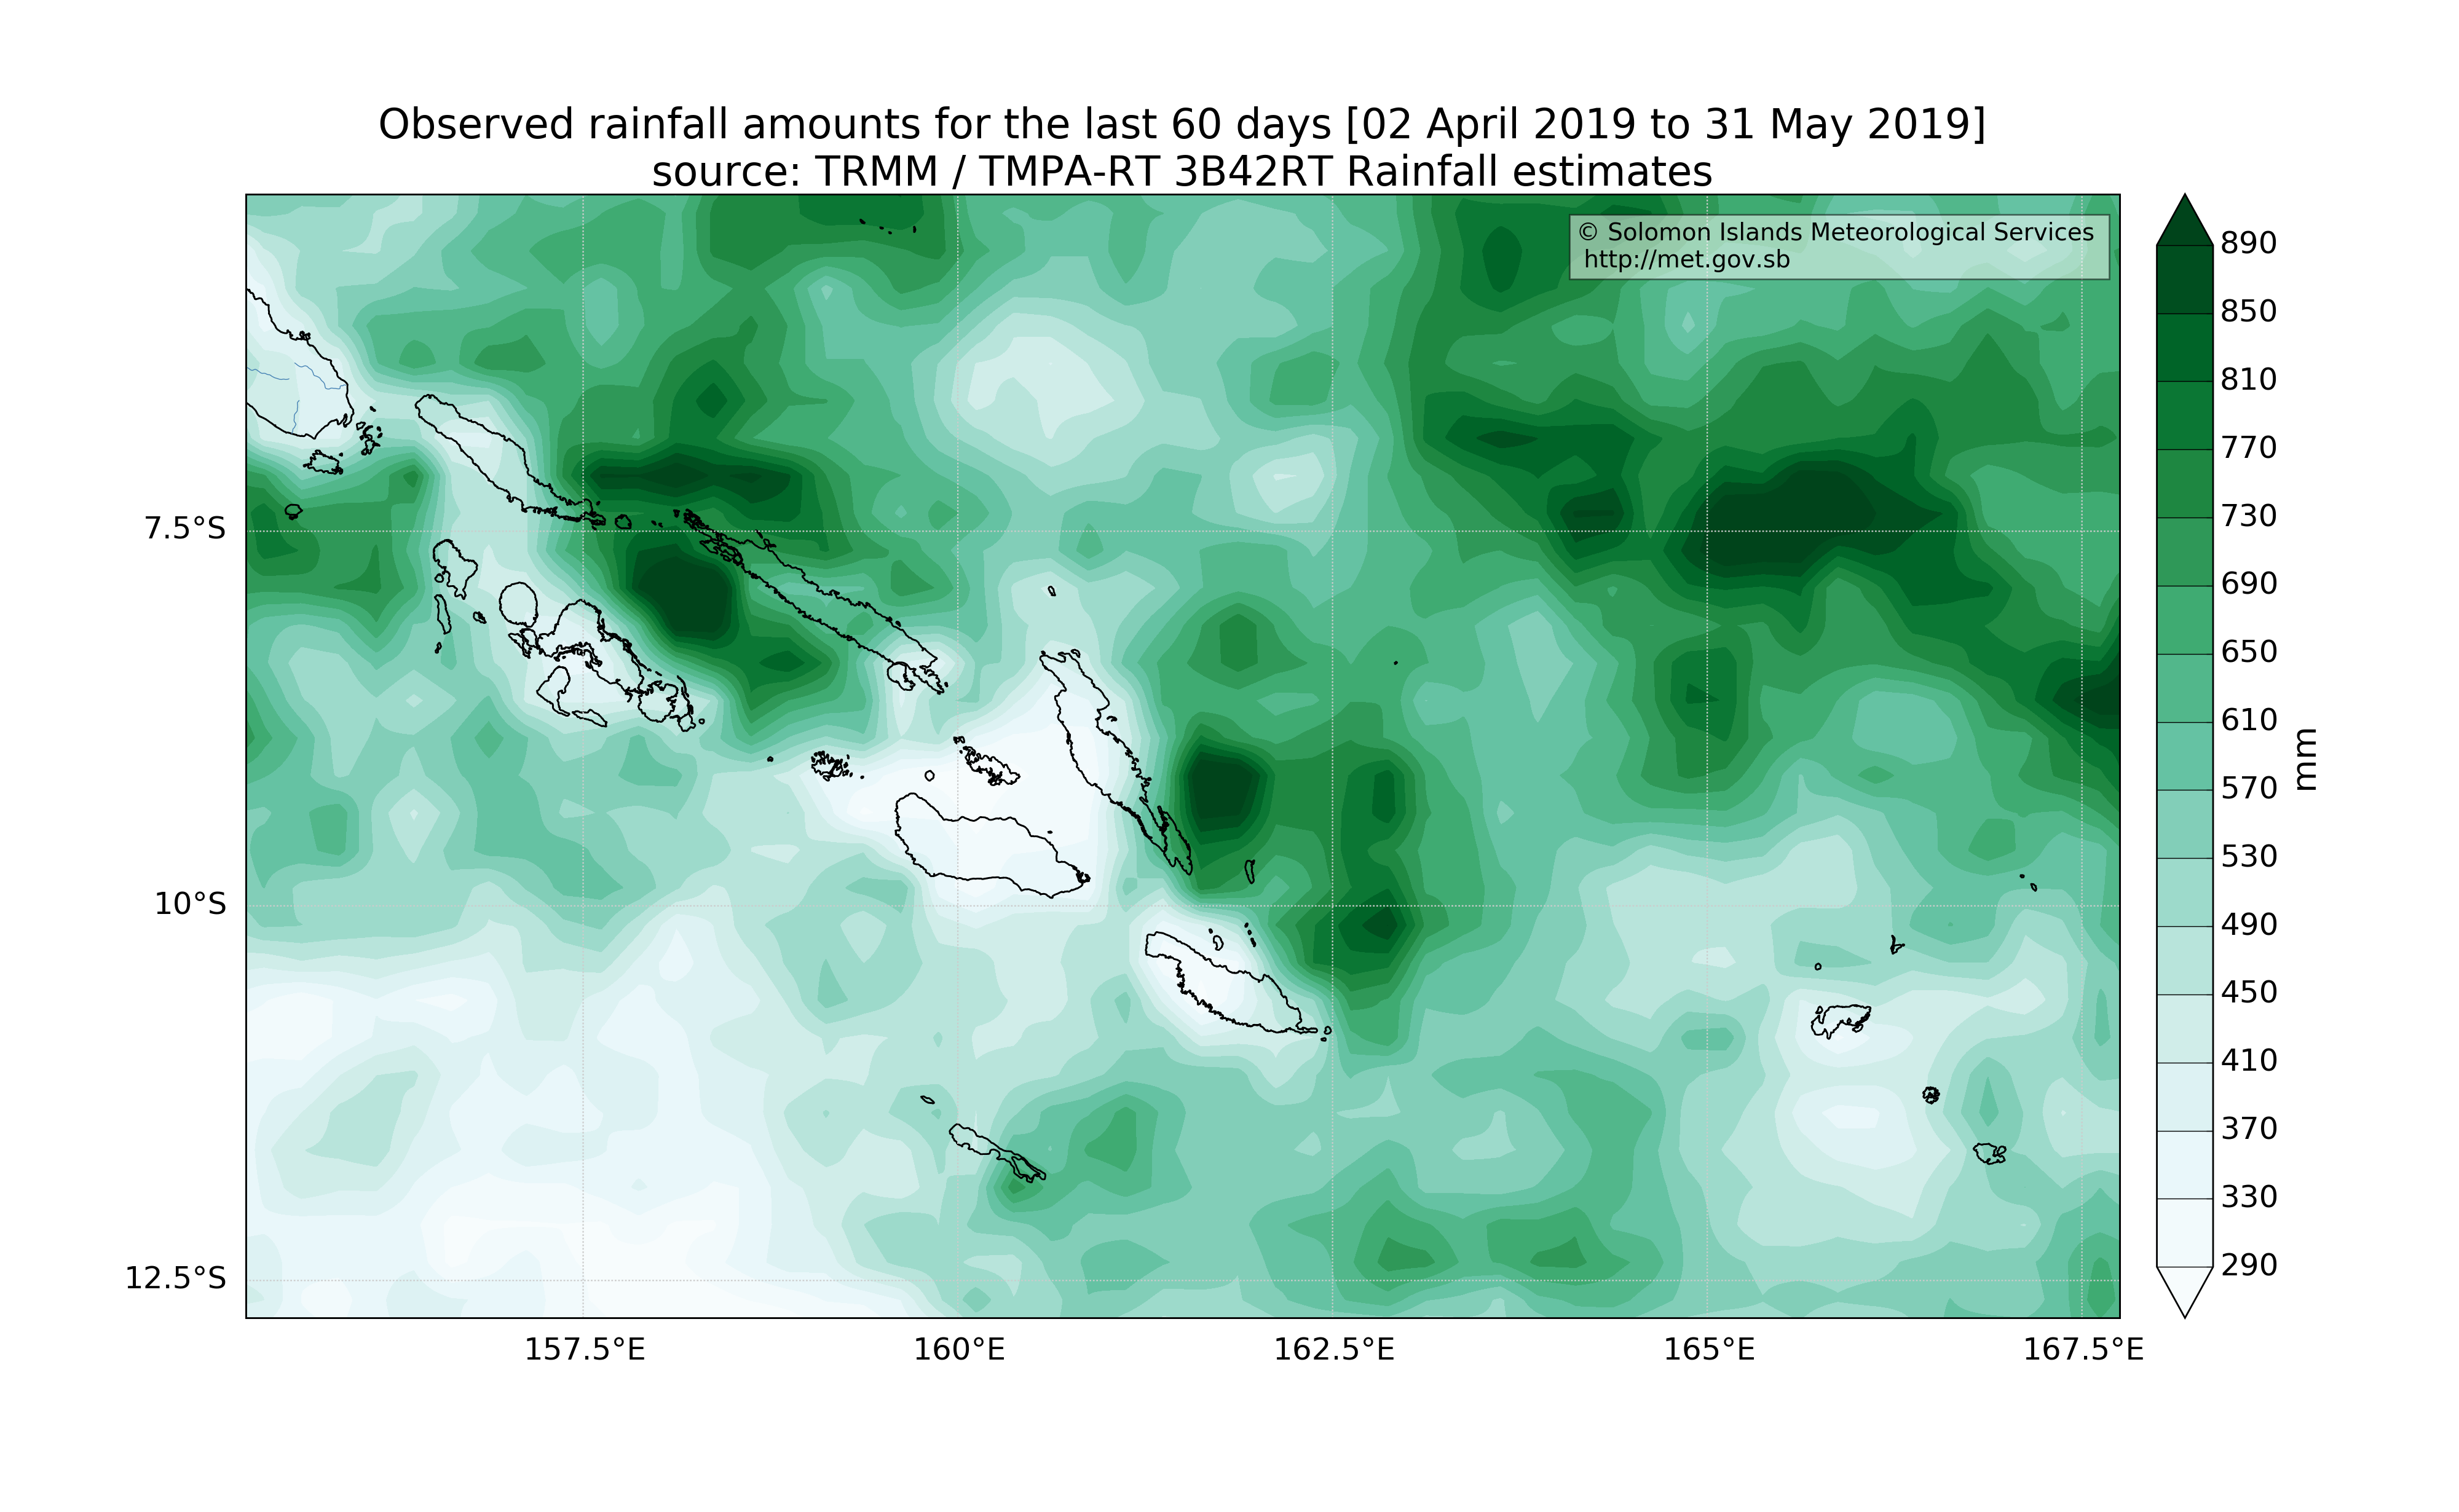 Observed rainfall amounts for the last 60 days [02 April 2019 to 31 May 2019]
source: TRMM / TMPA-RT 3B42RT Rainfall estimates
© Solomon Islands Meteorological Services
http://met.gov.sb
7.5°S
10°S
12.5°S
157.5°E
160°E
162.5°E
165°E
167.5°E
890
850
810
770
730
690
650
610
570
530
490
450
410
370
330
290
mm